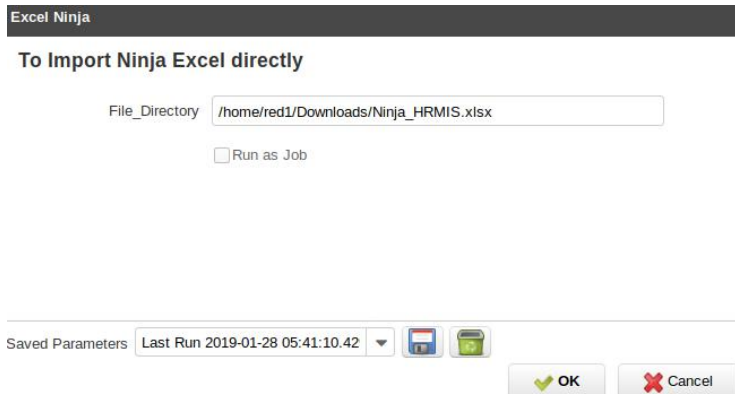 Excel Ninja
To Import Ninja Excel directly
File_Directory /home/red1/Downloads/Ninja_HRMIS.xlsx
Run as Job
Saved Parameters Last Run 2019-01-28 05:41:10.42
OK Cancel